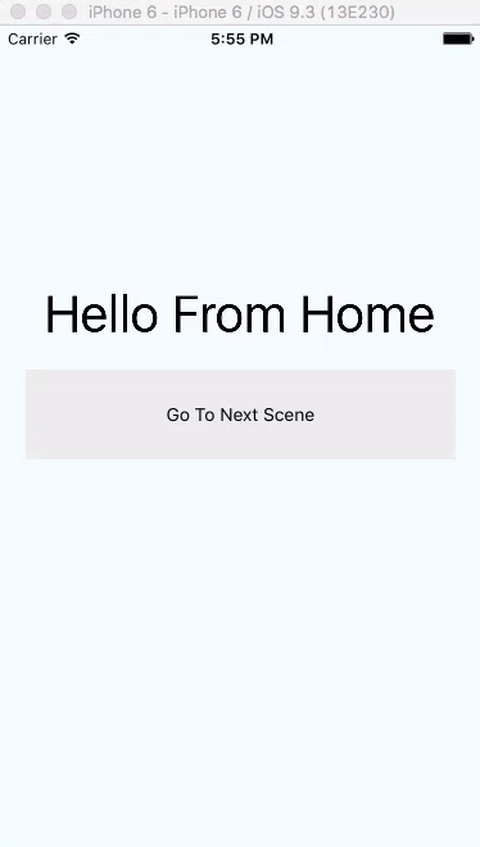 iPhone 6 - iPhone 6 / iOS 9.3 (13E230)
Carrier 5:55 PM
Hello From Home
Go To Next Scene